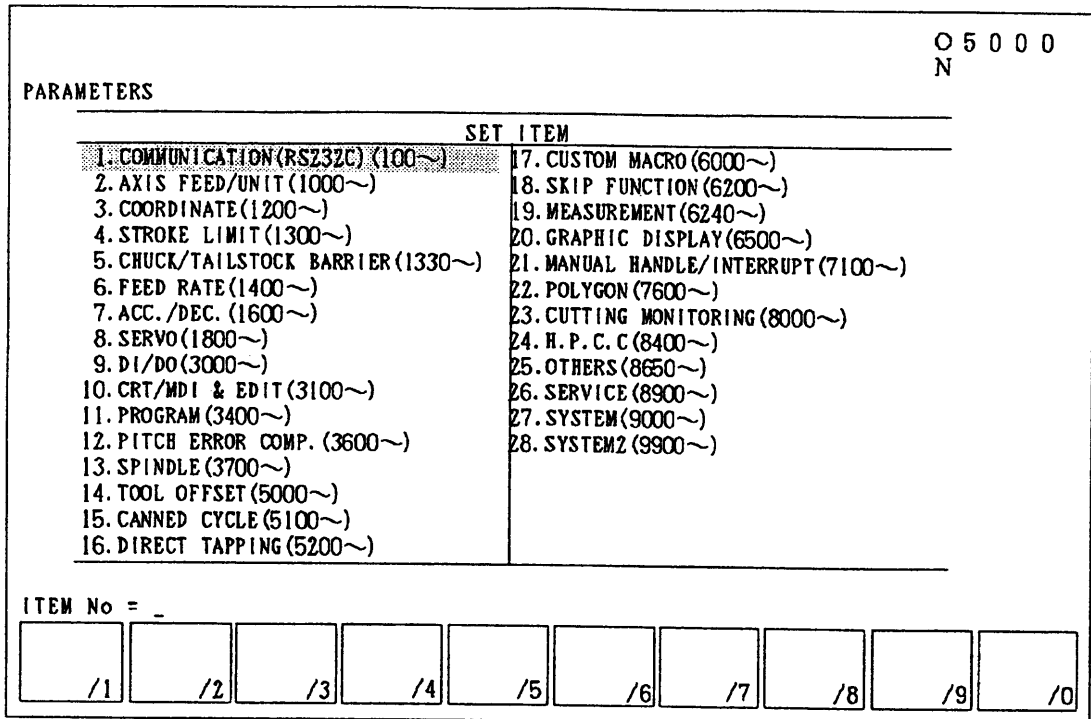 O 5 0 0 0
N
PARAMETERS
SET ITEM
1. COMMUNICATION(RS232C) (100~)
2. AXIS FEED/UNIT(1000~)
3. COORDINATE(1200~)
4. STROKE LIMIT(1300~)
5. CHUCK/TAILSTOCK BARRIER(1330~)
6. FEED RATE(1400~)
7. ACC./DEC.(1600~)
8. SERVO(1800~)
9. DI/DO(3000~)
10. CRT/MDI & EDIT(3100~)
11. PROGRAM(3400~)
12. PITCH ERROR COMP.(3600~)
13. SPINDLE(3700~)
14. TOOL OFFSET(5000~)
15. CANNED CYCLE(5100~)
16. DIRECT TAPPING(5200~)
17. CUSTOM MACRO(6000~)
18. SKIP FUNCTION(6200~)
19. MEASUREMENT(6240~)
20. GRAPHIC DISPLAY(6500~)
21. MANUAL HANDLE/INTERRUPT(7100~)
22. POLYGON(7600~)
23. CUTTING MONITORING(8000~)
24. H.P.C.C(8400~)
25. OTHERS(8650~)
26. SERVICE(8900~)
27. SYSTEM(9000~)
28. SYSTEM2(9900~)
ITEM No = _
/1 /2 /3 /4 /5 /6 /7 /8 /9 /0